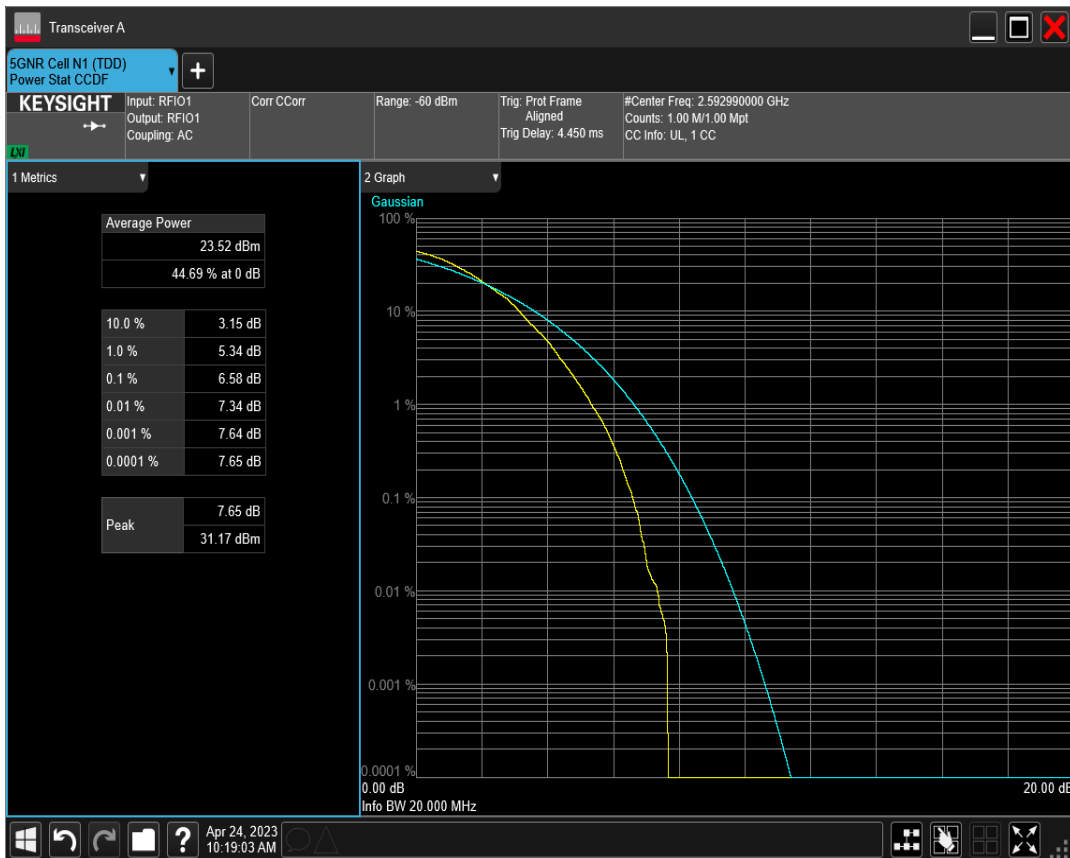 Transceiver A
5GNR Cell N1 (TDD)
Power Stat CCDF
KEYSIGHT
LXI
Input: RFIO1
Output: RFIO1
Coupling: AC
Corr CCorr
Range: -60 dBm
Trig: Prot Frame
Aligned
Trig Delay: 4.450 ms
#Center Freq: 2.592990000 GHz
Counts: 1.00 M/1.00 Mpt
CC Info: UL, 1 CC
1 Metrics
Average Power
23.52 dBm
44.69 % at 0 dB
10.0 % 3.15 dB
1.0 % 5.34 dB
0.1 % 6.58 dB
0.01 % 7.34 dB
0.001 % 7.64 dB
0.0001 % 7.65 dB
Peak
7.65 dB
31.17 dBm
2 Graph
Gaussian
100 %
10 %
1 %
0.1 %
0.01 %
0.001 %
0.0001 %
0.00 dB
20.00 dB
Info BW 20.000 MHz
?
Apr 24, 2023
10:19:03 AM